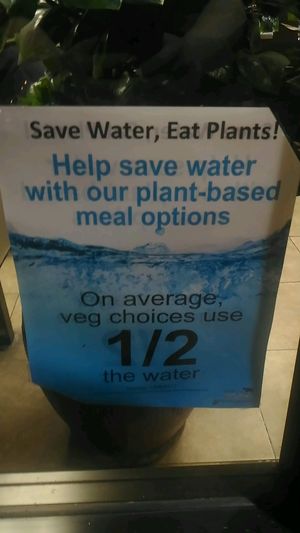 Save Water, Eat Plants!
Help save water
with our plant-based
meal options
On average,
veg choices use
1/2
the water